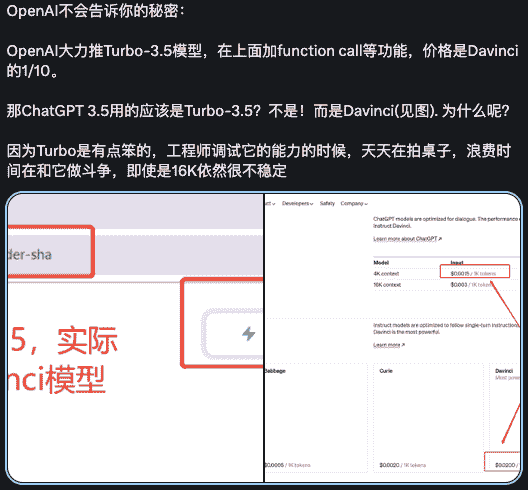 OpenAI不会告诉你的秘密：
OpenAI大力推Turbo-3.5模型，在上面加function call等功能，价格是Davinci
的1/10。
那ChatGPT 3.5用的应该是Turbo-3.5？不是！而是Davinci(见图). 为什么呢？
因为Turbo是有点笨的，工程师调试它的能力的时候，天天在拍桌子，浪费时
间在和它做斗争，即使是16K依然很不稳定
der-sha
5，实际
nci模型
Developers
Safety
Company
ChatGPT models are optimized for dialogue. The performance
Instruct Davinci.
Learn more about ChatGPT
Model
Input
4K context
$0.0015 / 1K tokens
16K context
$0.003 / 1K tokens
Instruct models are optimized to follow single-turn instructions.
Davinci is the most powerful.
Learn more
Babbage
Curie
Davinci
Most power
$0.0005 / 1K tokens
$0.0020 / 1K tokens
$0.0200 /